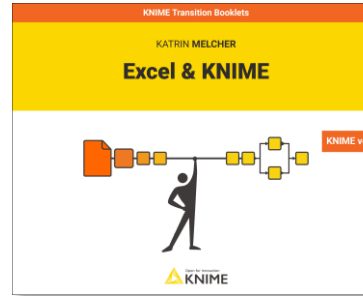 KNIME Transition Booklets
KATRIN MELCHER
Excel & KNIME
KNIME v
Open for Innovation
KNIME